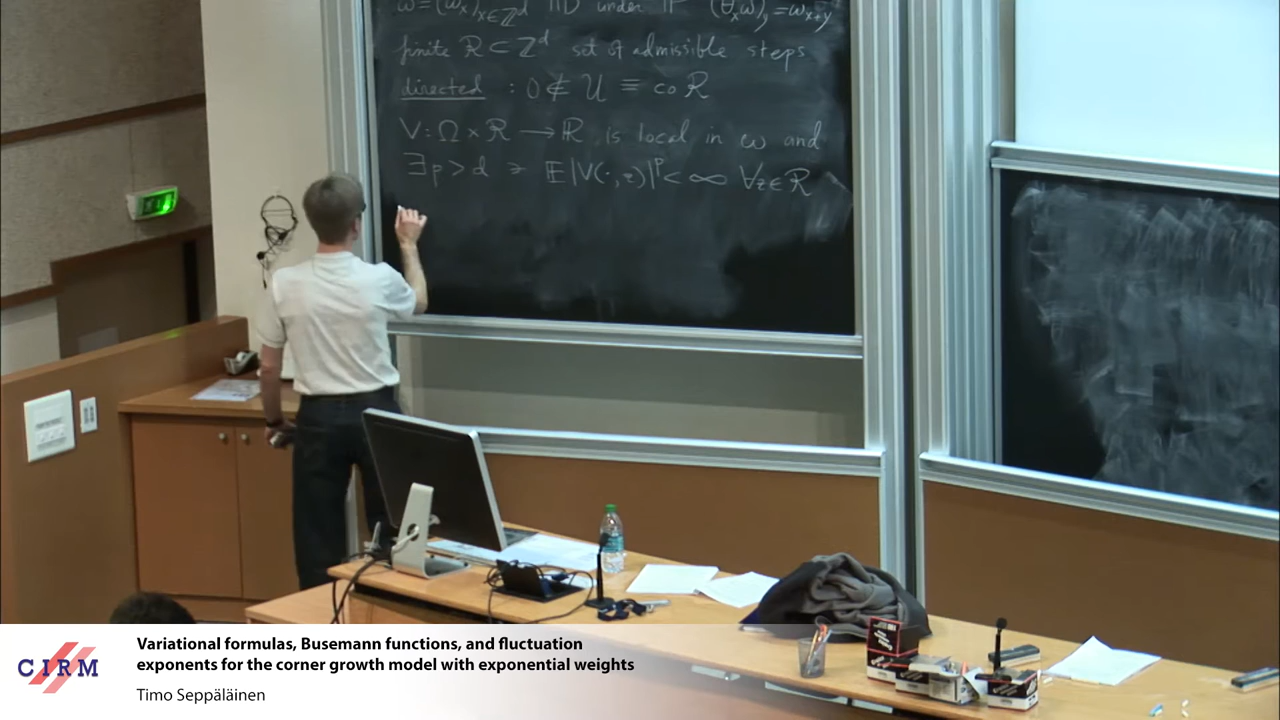 ω = (ω_x)_{x∈ℤ^d} IID under ℙ (θ_x ω)_y = ω_{x+y}
finite ℛ ⊂ ℤ^d set of admissible steps
directed : 0 ∉ 𝒰 ≡ co ℛ
V : Ω × ℛ → ℝ is local in ω and
∃ p > d ∋ 𝔼 |V(·, z)|^p < ∞ ∀z ∈ ℛ
CIRM
Variational formulas, Busemann functions, and fluctuation
exponents for the corner growth model with exponential weights
Timo Seppäläinen